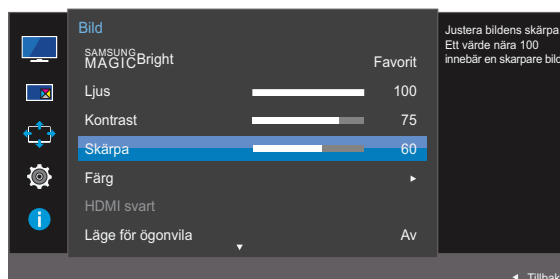 Bild
SAMSUNG
MAGICBright Favorit
Ljus 100
Kontrast 75
Skärpa 60
Färg
HDMI svart
Läge för ögonvila Av
Justera bildens skärpa
Ett värde nära 100
innebär en skarpare bild